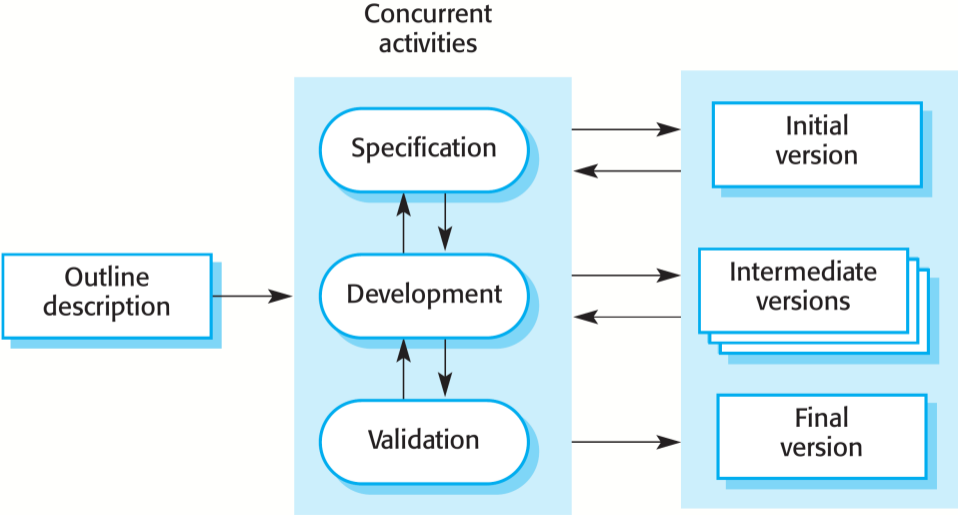 Concurrent
activities
Outline
description
Specification
Development
Validation
Initial
version
Intermediate
versions
Final
version